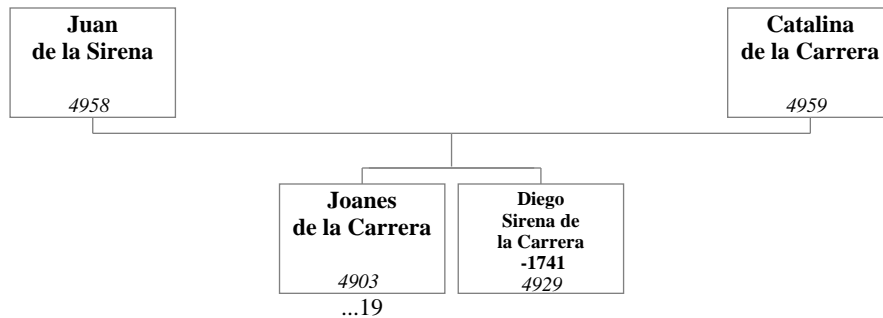 Juan
de la Sirena
4958
Catalina
de la Carrera
4959
Joanes
de la Carrera
4903
...19
Diego
Sirena de
la Carrera
-1741
4929